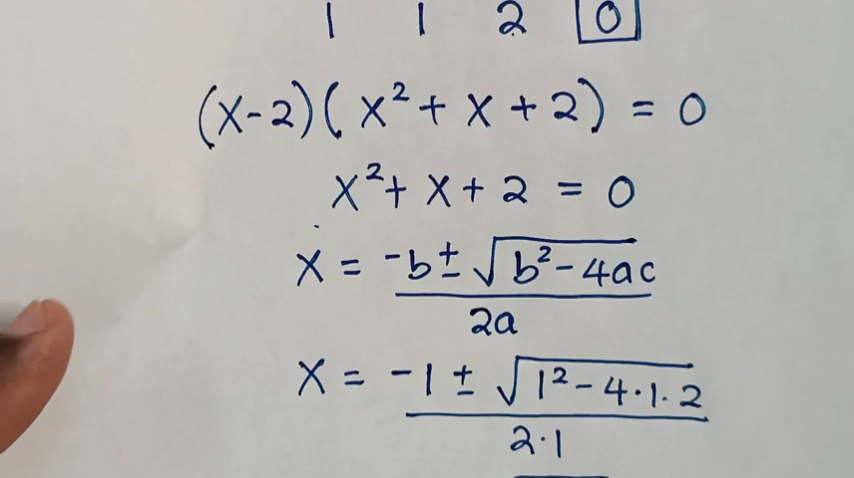 1 1 2 0
(x-2)(x²+x+2) = 0
x²+x+2 = 0
x = -b±√b²-4ac
2a
x = -1±√1²-4·1·2
2·1